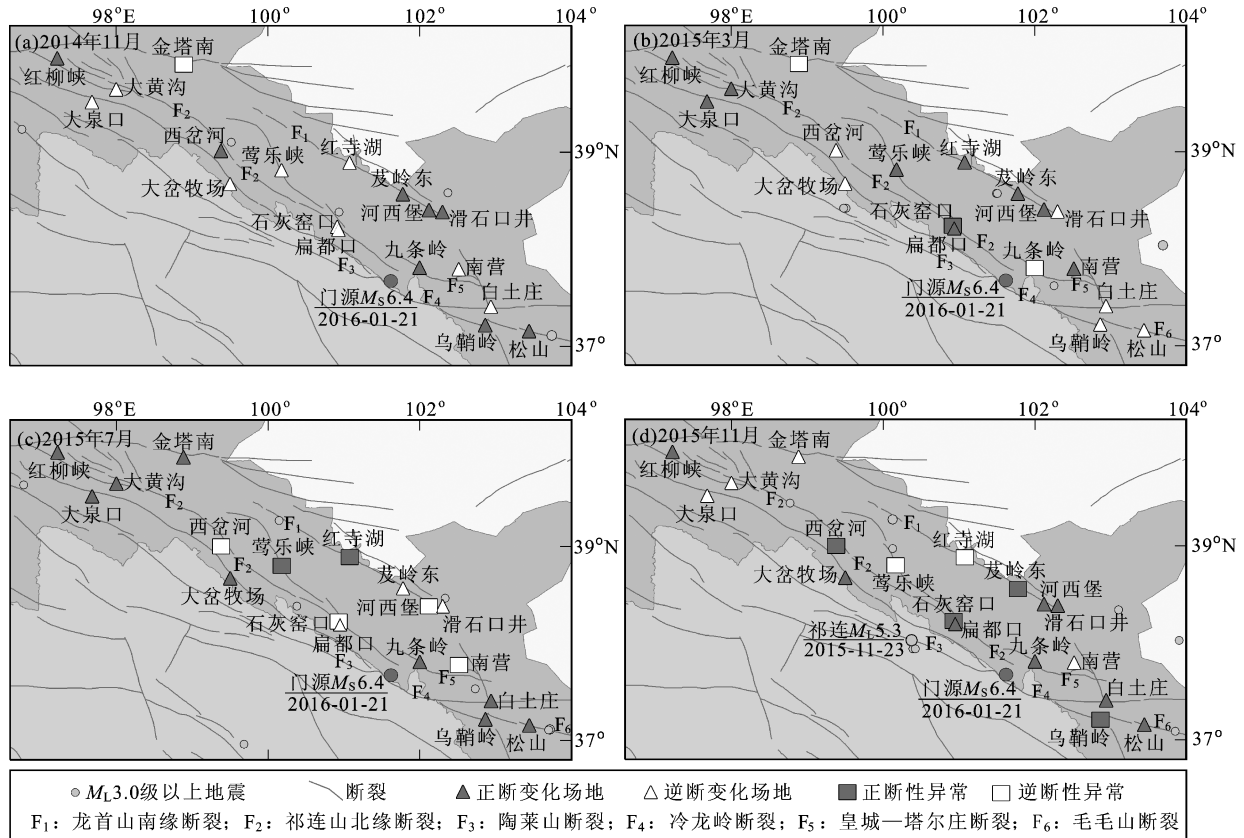 98°E 100° 102° 104°
(a)2014年11月
金塔南
红柳峡
大黄沟
大泉口
F₂
西岔河
F₁
莺乐峡
红寺湖
39°N
F₂
大岔牧场
芨岭东
河西堡
滑石口井
石灰窑口
扁都口
F₃
九条岭
南营
F₅
门源Mₛ6.4
F₄
白土庄
2016-01-21
乌鞘岭
松山
37°
98°E 100° 102° 104°
(b)2015年3月
金塔南
红柳峡
大黄沟
大泉口
F₂
西岔河
F₁
莺乐峡
红寺湖
39°N
F₂
大岔牧场
芨岭东
石灰窑口
河西堡
滑石口井
扁都口
F₂
F₃
九条岭
南营
F₅
门源Mₛ6.4
F₄
白土庄
2016-01-21
乌鞘岭
松山
F₆
37°
98°E 100° 102° 104°
(c)2015年7月
金塔南
红柳峡
大黄沟
大泉口
F₂
西岔河
F₁
莺乐峡
红寺湖
39°N
F₂
大岔牧场
芨岭东
河西堡
石灰窑口
滑石口井
扁都口
F₃
九条岭
南营
F₅
门源Mₛ6.4
F₄
白土庄
2016-01-21
乌鞘岭
松山
F₆
37°
98°E 100° 102° 104°
(d)2015年11月
金塔南
红柳峡
大黄沟
大泉口
F₂
西岔河
F₁
红寺湖
39°N
大岔牧场
莺乐峡
芨岭东
河西堡
石灰窑口
滑石口井
扁都口
祁连M_L5.3
2015-11-23
F₃
F₂
九条岭
南营
F₅
门源Mₛ6.4
F₄
白土庄
2016-01-21
乌鞘岭
松山
F₆
37°
M_L3.0级以上地震 断裂 正断变化场地 逆断变化场地 正断性异常 逆断性异常
F₁：龙首山南缘断裂；F₂：祁连山北缘断裂；F₃：陶莱山断裂；F₄：冷龙岭断裂；F₅：皇城—塔尔庄断裂；F₆：毛毛山断裂